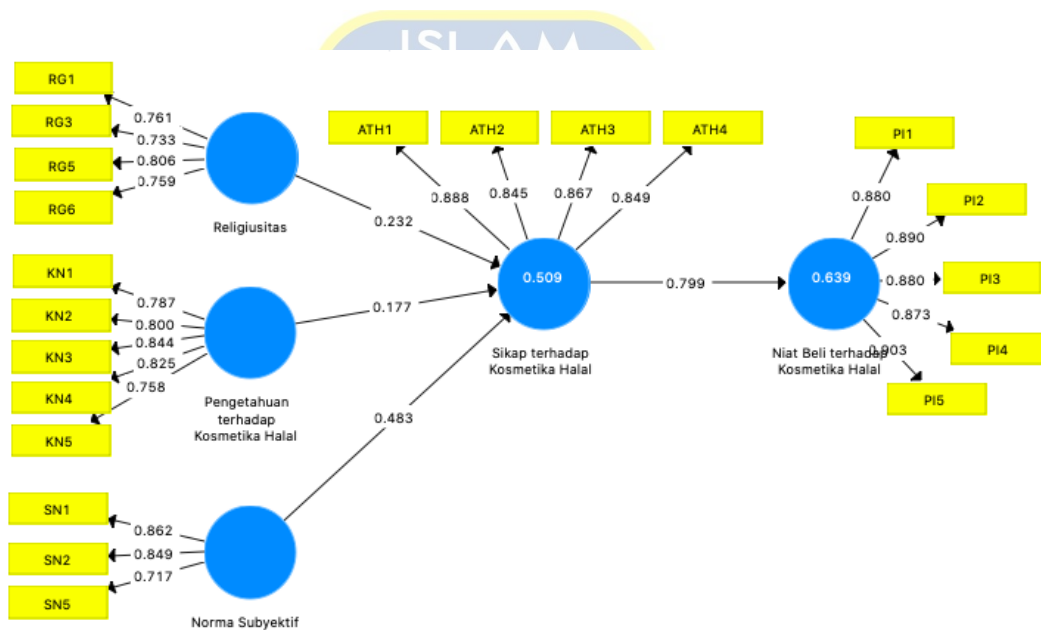 ISLAM
RG1
RG3
RG5
RG6
0.761
0.733
0.806
0.759
Religiusitas
KN1
KN2
KN3
KN4
KN5
0.787
0.800
0.844
0.825
0.758
Pengetahuan
terhadap
Kosmetika Halal
SN1
SN2
SN5
0.862
0.849
0.717
Norma Subyektif
0.232
0.177
0.483
ATH1
ATH2
ATH3
ATH4
0.888
0.845
0.867
0.849
0.509
Sikap terhadap
Kosmetika Halal
0.799
0.639
Niat Beli terhadap
Kosmetika Halal
PI1
PI2
PI3
PI4
PI5
0.880
0.890
0.880
0.873
0.903